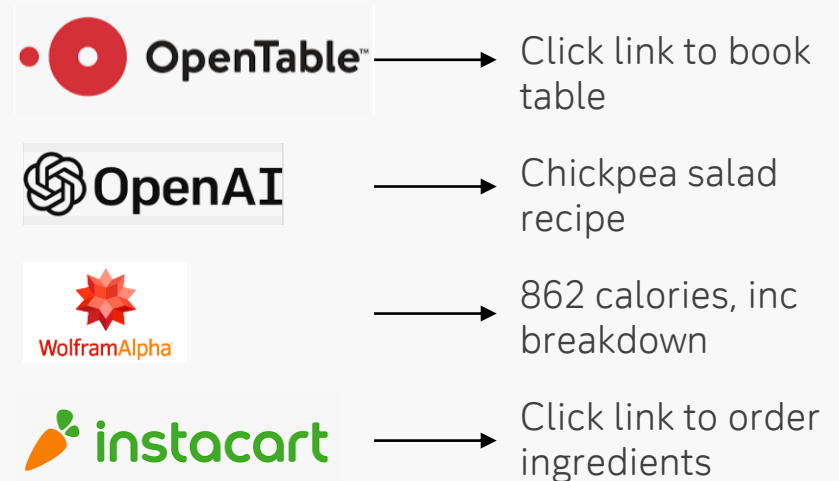 OpenTable™
Click link to book
table
OpenAI
Chickpea salad
recipe
WolframAlpha
862 calories, inc
breakdown
instacart
Click link to order
ingredients